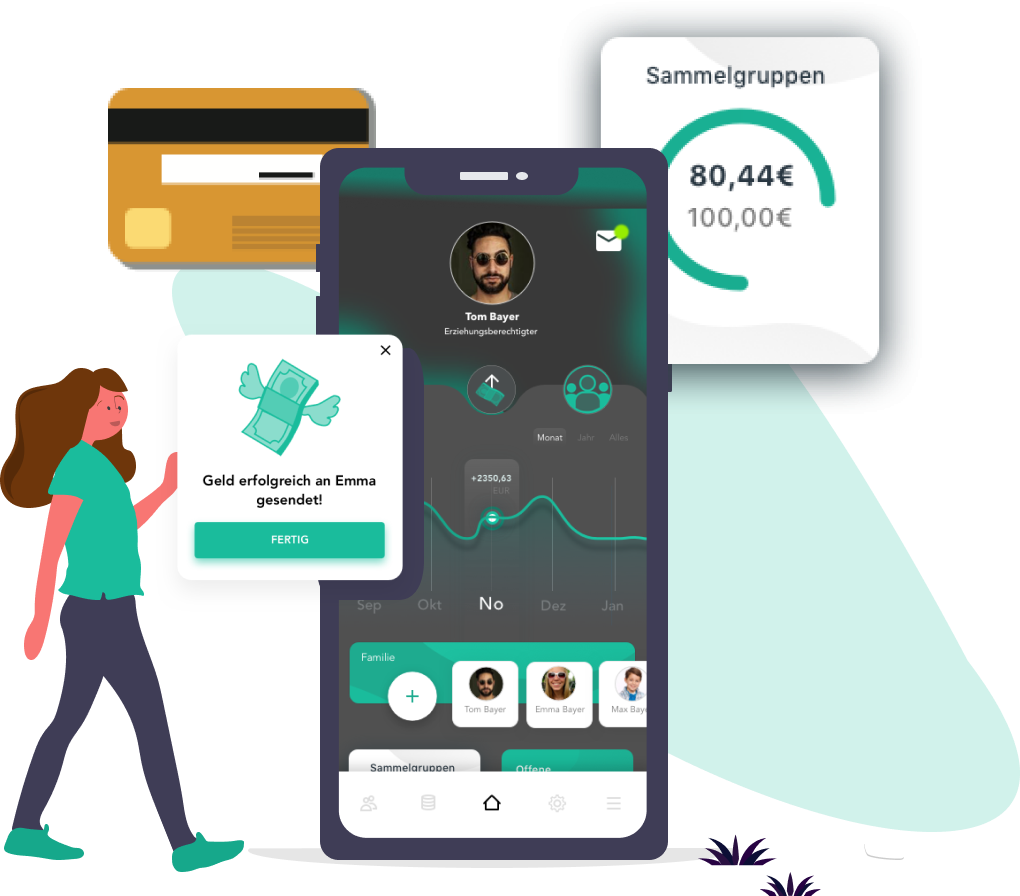 Sammelgruppen
80,44€
100,00€
Tom Bayer
Erziehungsberechtigter
Geld erfolgreich an Emma
gesendet!
FERTIG
Monat
Jahr
Alles
+2350,63
EUR
Sep
Okt
No
Dez
Jan
Familie
+
Tom Bayer
Emma Bayer
Max Baye
Sammelgruppen
Offene